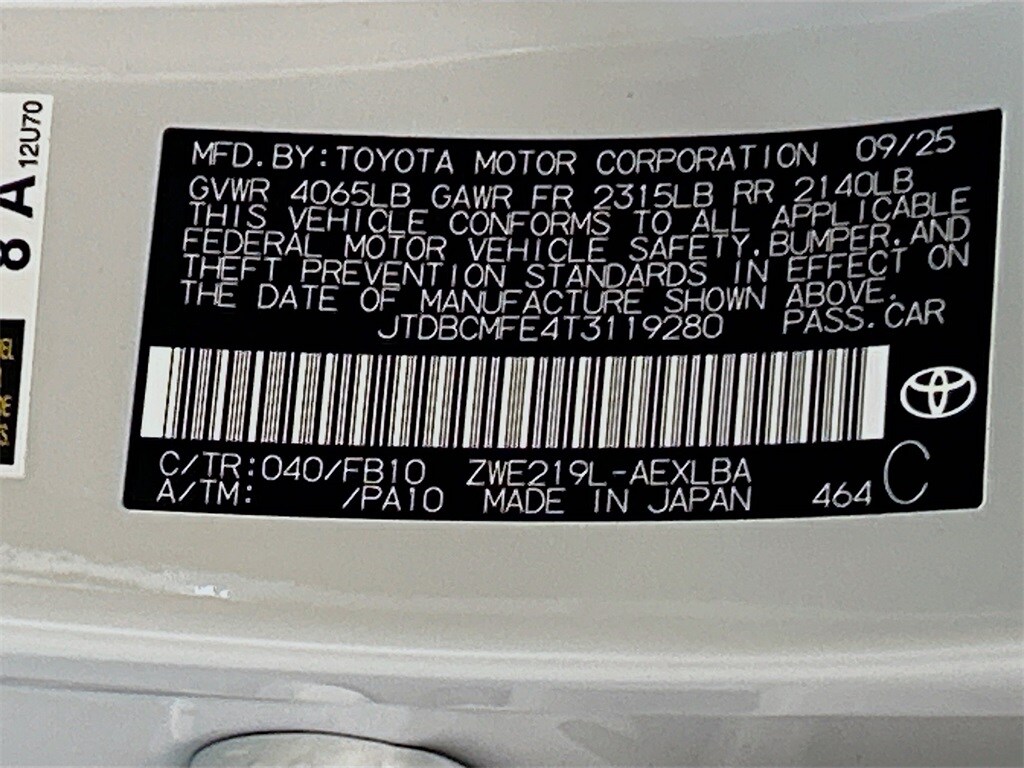 12U70
8 A
MFD. BY: TOYOTA MOTOR CORPORATION 09/25
GVWR 4065LB GAWR FR 2315LB RR 2140LB
THIS VEHICLE CONFORMS TO ALL APPLICABLE
FEDERAL MOTOR VEHICLE SAFETY, BUMPER, AND
THEFT PREVENTION STANDARDS IN EFFECT ON
THE DATE OF MANUFACTURE SHOWN ABOVE.
JTDBCMFE4T3119280 PASS. CAR
C/TR: 040/FB10 ZWE219L-AEXLBA
A/TM: /PA10 MADE IN JAPAN 464 C